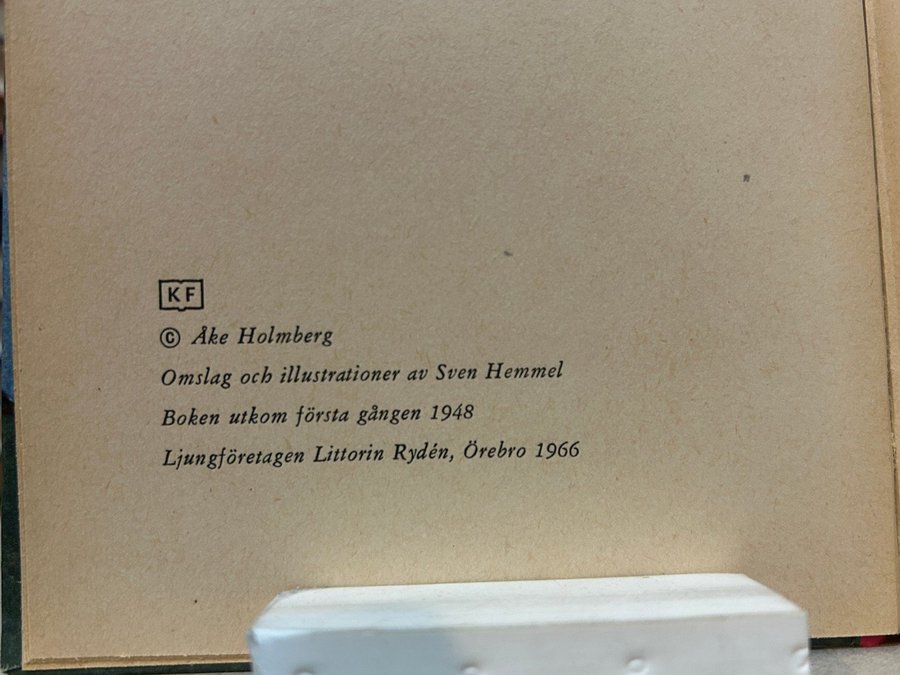 KF
© Åke Holmberg
Omslag och illustrationer av Sven Hemmel
Boken utkom första gången 1948
Ljungföretagen Littorin Rydén, Örebro 1966